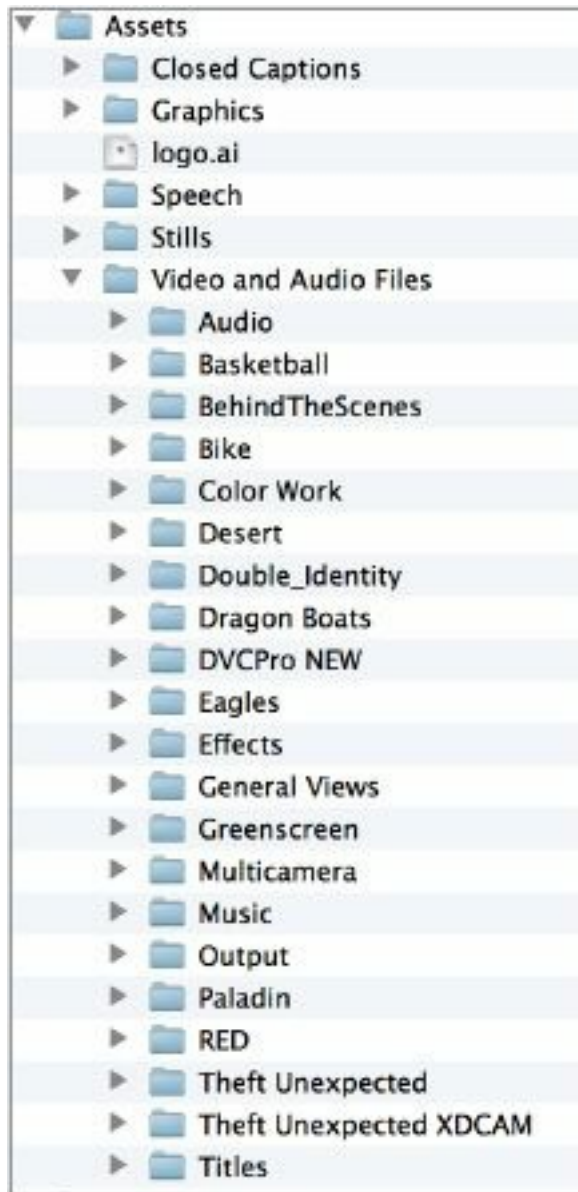 Assets
Closed Captions
Graphics
logo.ai
Speech
Stills
Video and Audio Files
Audio
Basketball
BehindTheScenes
Bike
Color Work
Desert
Double_Identity
Dragon Boats
DVCPro NEW
Eagles
Effects
General Views
Greenscreen
Multicamera
Music
Output
Paladin
RED
Theft Unexpected
Theft Unexpected XDCAM
Titles